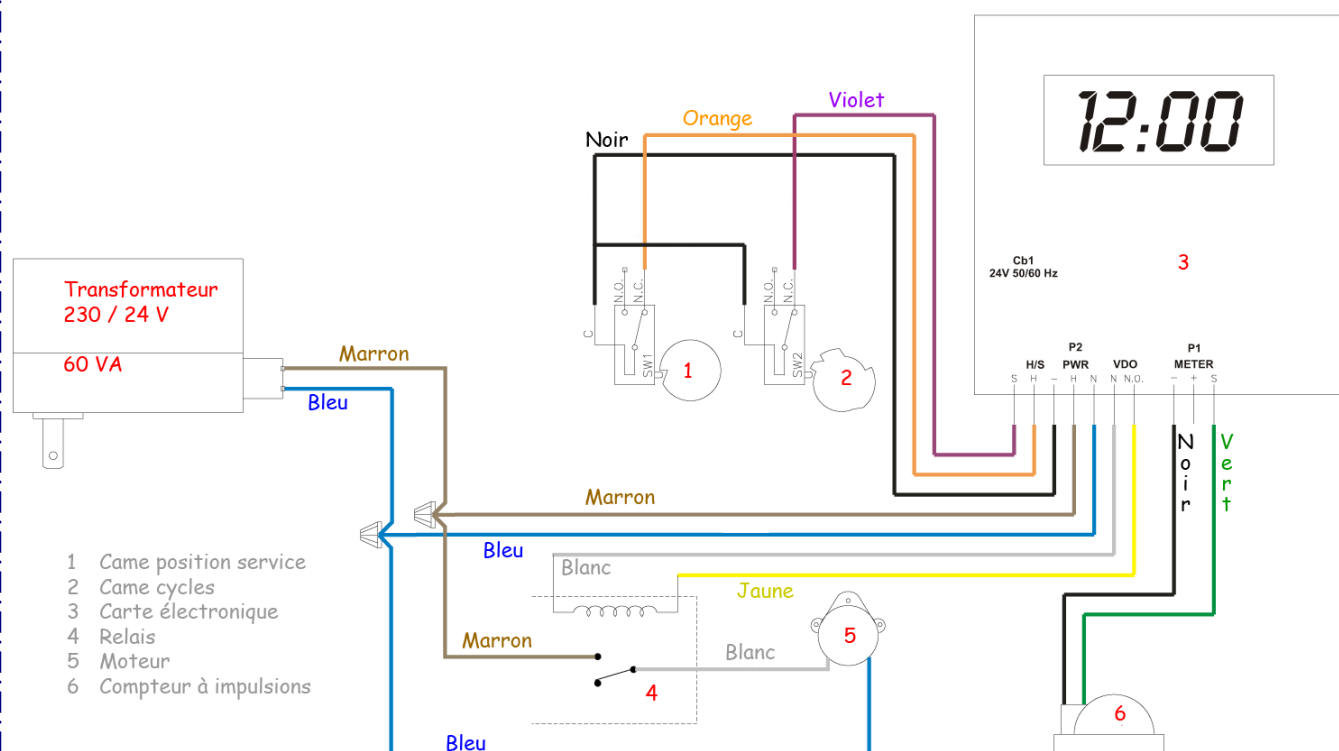 Violet
Orange
Noir
12:00
Cb1
24V 50/60 Hz
3
Transformateur
230 / 24 V
60 VA
N.O.
N.C.
C
SW1
1
N.O.
N.C.
C
SW2
2
Marron
Bleu
P2
P1
H/S PWR VDO METER
S H − H N N N.O. − + S
Noir
Vert
Marron
Bleu
Blanc
Jaune
1 Came position service
2 Came cycles
3 Carte électronique
4 Relais
5 Moteur
6 Compteur à impulsions
Marron
Blanc
5
4
6
Bleu